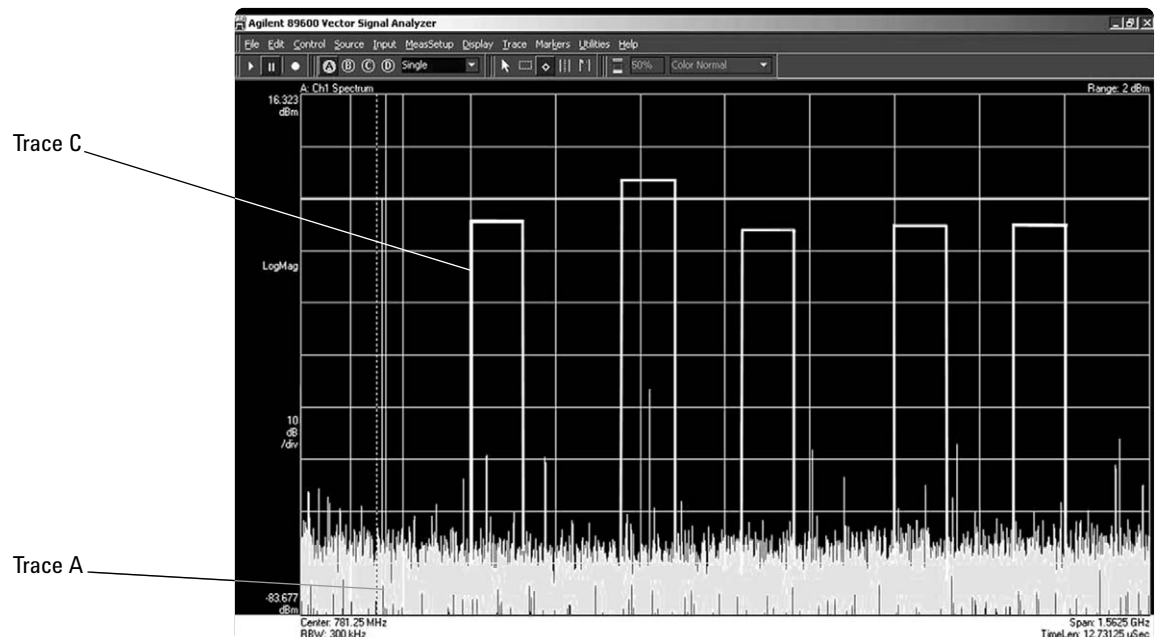 Agilent 89600 Vector Signal Analyzer
File Edit Control Source Input MeasSetup Display Trace Markers Utilities Help
A B C D Single 50% Color Normal
A: Ch1 Spectrum Range: 2 dBm
16.323
dBm
Trace C
LogMag
10
dB
/div
Trace A
-83.677
dBm
Center: 781.25 MHz Span: 1.5625 GHz
RBW: 300 kHz TimeLen: 12.73125 uSec